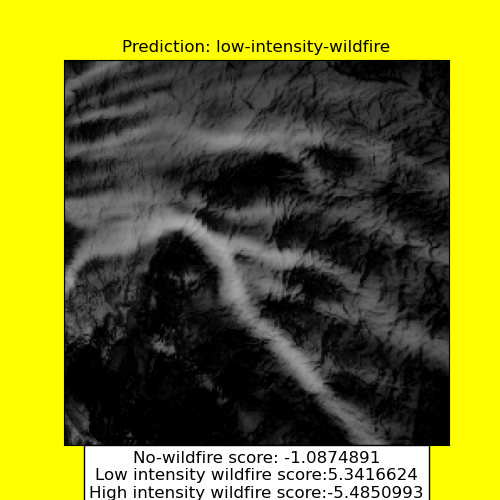 Prediction: low-intensity-wildfire
No-wildfire score: -1.0874891
Low intensity wildfire score:5.3416624
High intensity wildfire score:-5.4850993